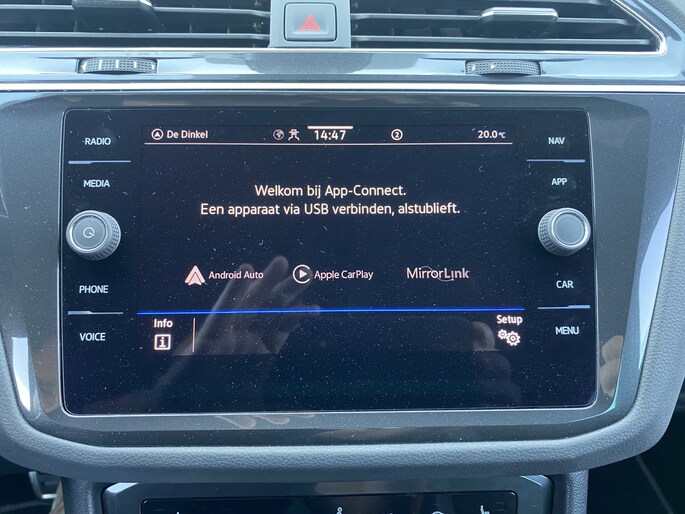 RADIO
MEDIA
PHONE
VOICE
De Dinkel 14:47 2 20.0°C
Welkom bij App-Connect.
Een apparaat via USB verbinden, alstublieft.
Android Auto Apple CarPlay MirrorLink
Info Setup
i
NAV
APP
CAR
MENU